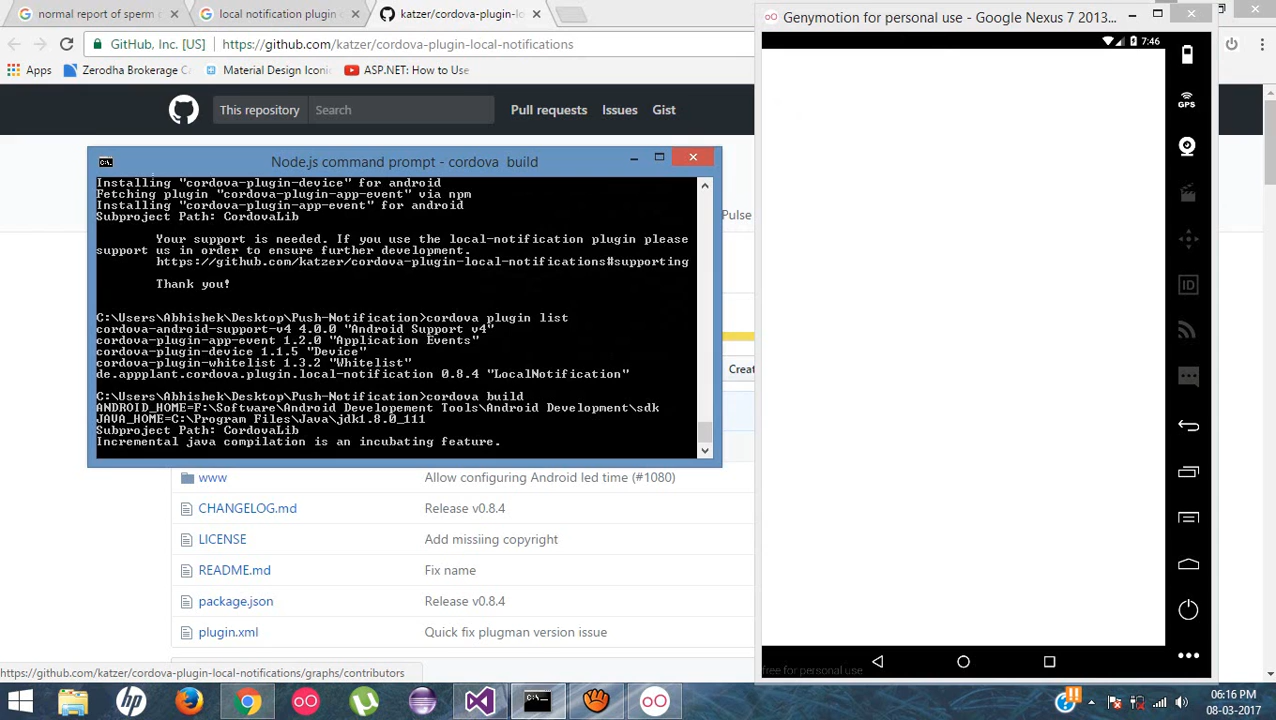 normal report of sperm c
local notification plugin f
katzer/cordova-plug-lo
GitHub, Inc. [US]
https://github.com/katzer/cordova-plugin-local-notifications
Apps
Zerodha Brokerage C
Material Design Iconic
ASP.NET: How to Use
This repository
Search
Pull requests
Issues
Gist
Pulse
Node.js command prompt - cordova build
Installing "cordova-plugin-device" for android
Fetching plugin "cordova-plugin-app-event" via npm
Installing "cordova-plugin-app-event" for android
Subproject Path: CordovaLib
Your support is needed. If you use the local-notification plugin please
support us in order to ensure further development.
https://github.com/katzer/cordova-plugin-local-notifications#supporting
Thank you!
C:\Users\Abhishek\Desktop\Push-Notification>cordova plugin list
cordova-android-support-v4 4.0.0 "Android Support v4"
cordova-plugin-app-event 1.2.0 "Application Events"
cordova-plugin-device 1.1.5 "Device"
cordova-plugin-whitelist 1.3.2 "Whitelist"
de.appplant.cordova.plugin.local-notification 0.8.4 "LocalNotification"
C:\Users\Abhishek\Desktop\Push-Notification>cordova build
ANDROID_HOME=F:\Software\Android Developement Tools\Android Development\sdk
JAVA_HOME=C:\Program Files\Java\jdk1.8.0_111
Subproject Path: CordovaLib
Incremental java compilation is an incubating feature.
Creat
www
Allow configuring Android led time (#1080)
CHANGELOG.md
Release v0.8.4
LICENSE
Add missiing copyright
README.md
Fix name
package.json
Release v0.8.4
plugin.xml
Quick fix plugman version issue
https://github.com/katzer/cordova-plugin-local-notifications/graphs/contributors
Genymotion for personal use - Google Nexus 7 2013...
7:46
GPS
ID
free for personal use
06:16 PM
08-03-2017